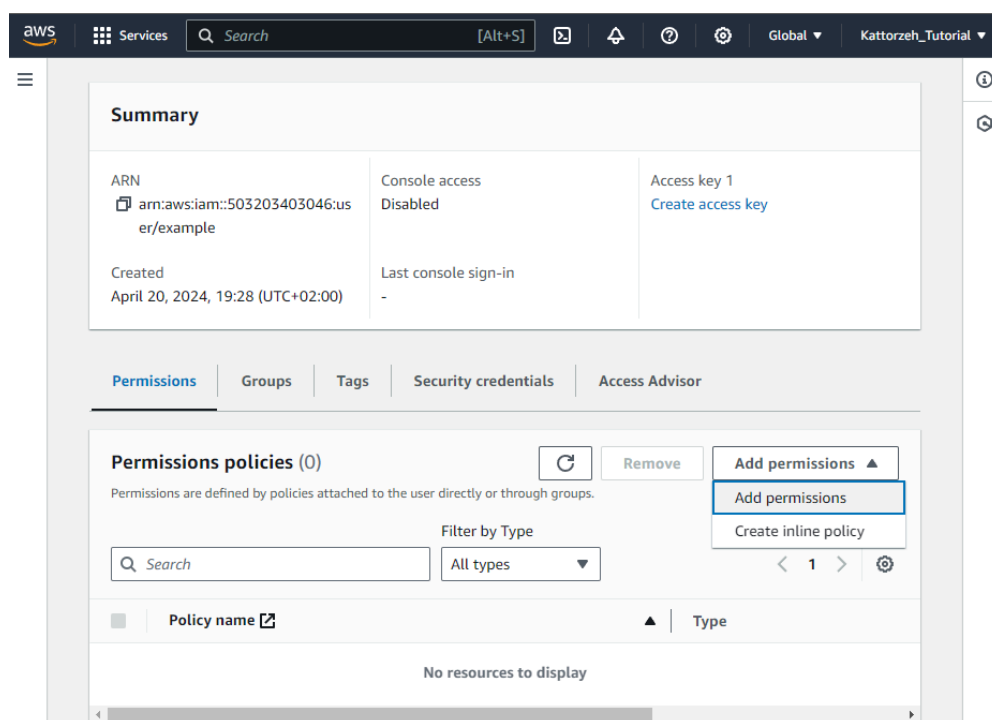 aws
Services
Search
[Alt+S]
Global
Kattorzeh_Tutorial
Summary
ARN
arn:aws:iam::503203403046:us
er/example
Console access
Disabled
Access key 1
Create access key
Created
April 20, 2024, 19:28 (UTC+02:00)
Last console sign-in
-
Permissions
Groups
Tags
Security credentials
Access Advisor
Permissions policies (0)
Remove
Add permissions
Permissions are defined by policies attached to the user directly or through groups.
Add permissions
Create inline policy
Filter by Type
Search
All types
1
Policy name
Type
No resources to display